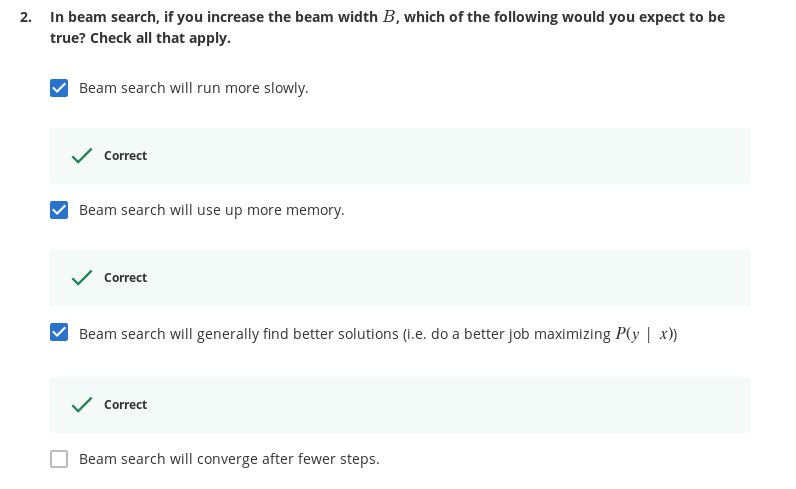 2. In beam search, if you increase the beam width B, which of the following would you expect to be
true? Check all that apply.
Beam search will run more slowly.
Correct
Beam search will use up more memory.
Correct
Beam search will generally find better solutions (i.e. do a better job maximizing P(y | x))
Correct
Beam search will converge after fewer steps.